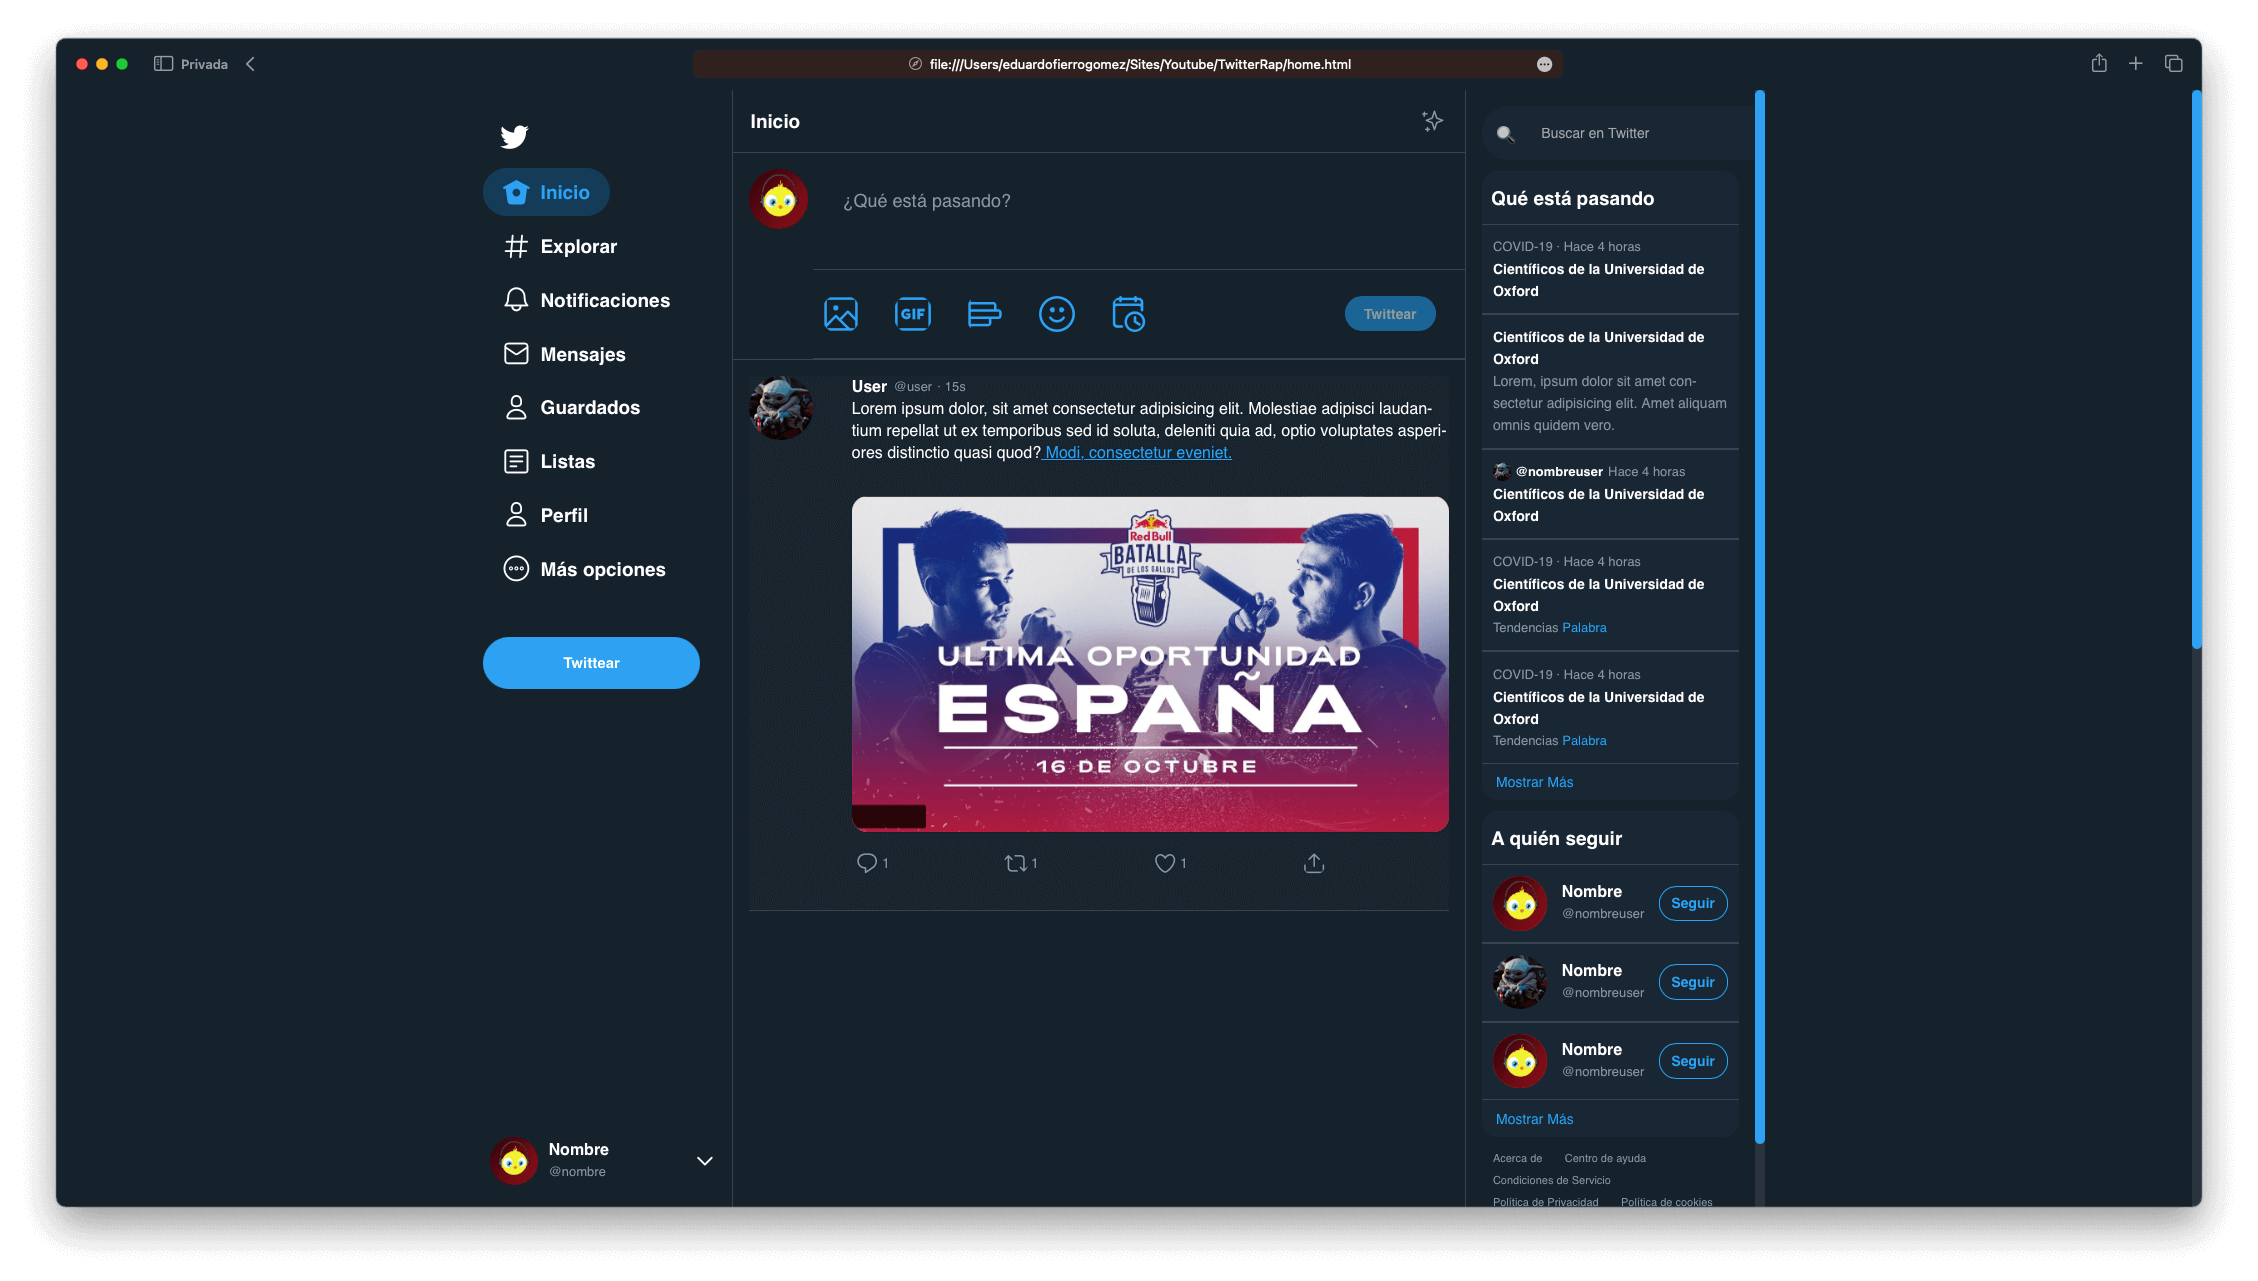 Privada
file:///Users/eduardofierrogomez/Sites/Youtube/TwitterRap/home.html
Inicio
Explorar
Notificaciones
Mensajes
Guardados
Listas
Perfil
Más opciones
Twittear
Nombre
@nombre
Inicio
¿Qué está pasando?
GIF
Twittear
User @user · 15s
Lorem ipsum dolor, sit amet consectetur adipisicing elit. Molestiae adipisci laudan-
tium repellat ut ex temporibus sed id soluta, deleniti quia ad, optio voluptates asperi-
ores distinctio quasi quod? Modi, consectetur eveniet.
Red Bull
BATALLA
DE LOS GALLOS
ULTIMA OPORTUNIDAD
ESPAÑA
16 DE OCTUBRE
1
1
1
Buscar en Twitter
Qué está pasando
COVID-19 · Hace 4 horas
Científicos de la Universidad de
Oxford
Científicos de la Universidad de
Oxford
Lorem, ipsum dolor sit amet con-
sectetur adipisicing elit. Amet aliquam
omnis quidem vero.
@nombreuser Hace 4 horas
Científicos de la Universidad de
Oxford
COVID-19 · Hace 4 horas
Científicos de la Universidad de
Oxford
Tendencias Palabra
COVID-19 · Hace 4 horas
Científicos de la Universidad de
Oxford
Tendencias Palabra
Mostrar Más
A quién seguir
Nombre
@nombreuser
Seguir
Nombre
@nombreuser
Seguir
Nombre
@nombreuser
Seguir
Mostrar Más
Acerca de Centro de ayuda
Condiciones de Servicio
Política de Privacidad Política de cookies